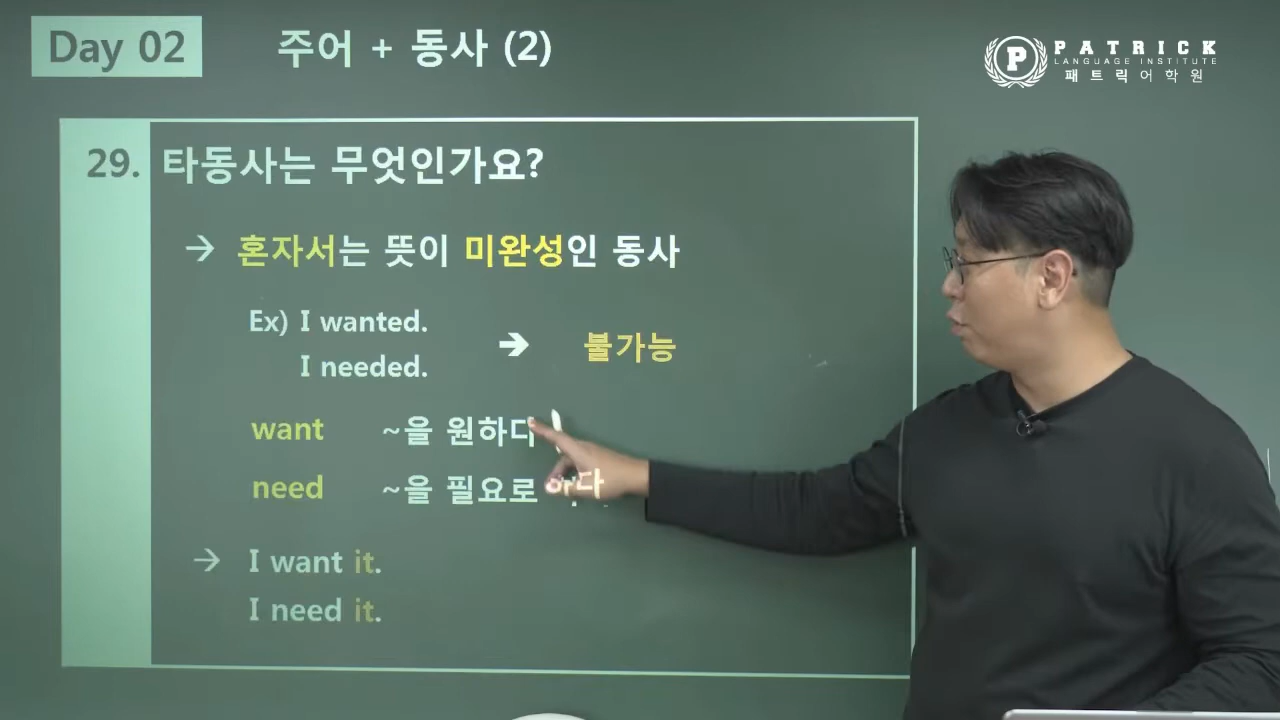 Day 02
주어 + 동사 (2)
PATRICK
LANGUAGE INSTITUTE
패트릭어학원
P
29. 타동사는 무엇인가요?
→ 혼자서는 뜻이 미완성인 동사
Ex) I wanted.
I needed.
➔ 불가능
want ~을 원하다
need ~을 필요로 하다
→ I want it.
I need it.